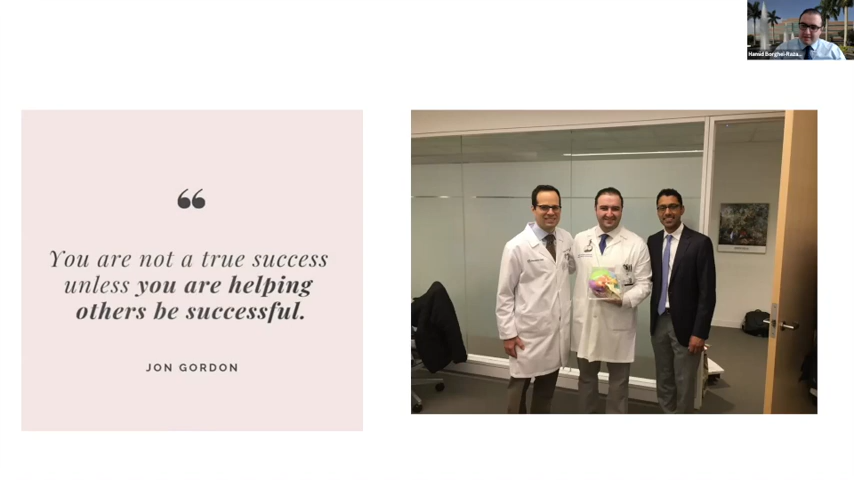 Hamid Borghei-Raza...
❝
You are not a true success
unless you are helping
others be successful.
JON GORDON